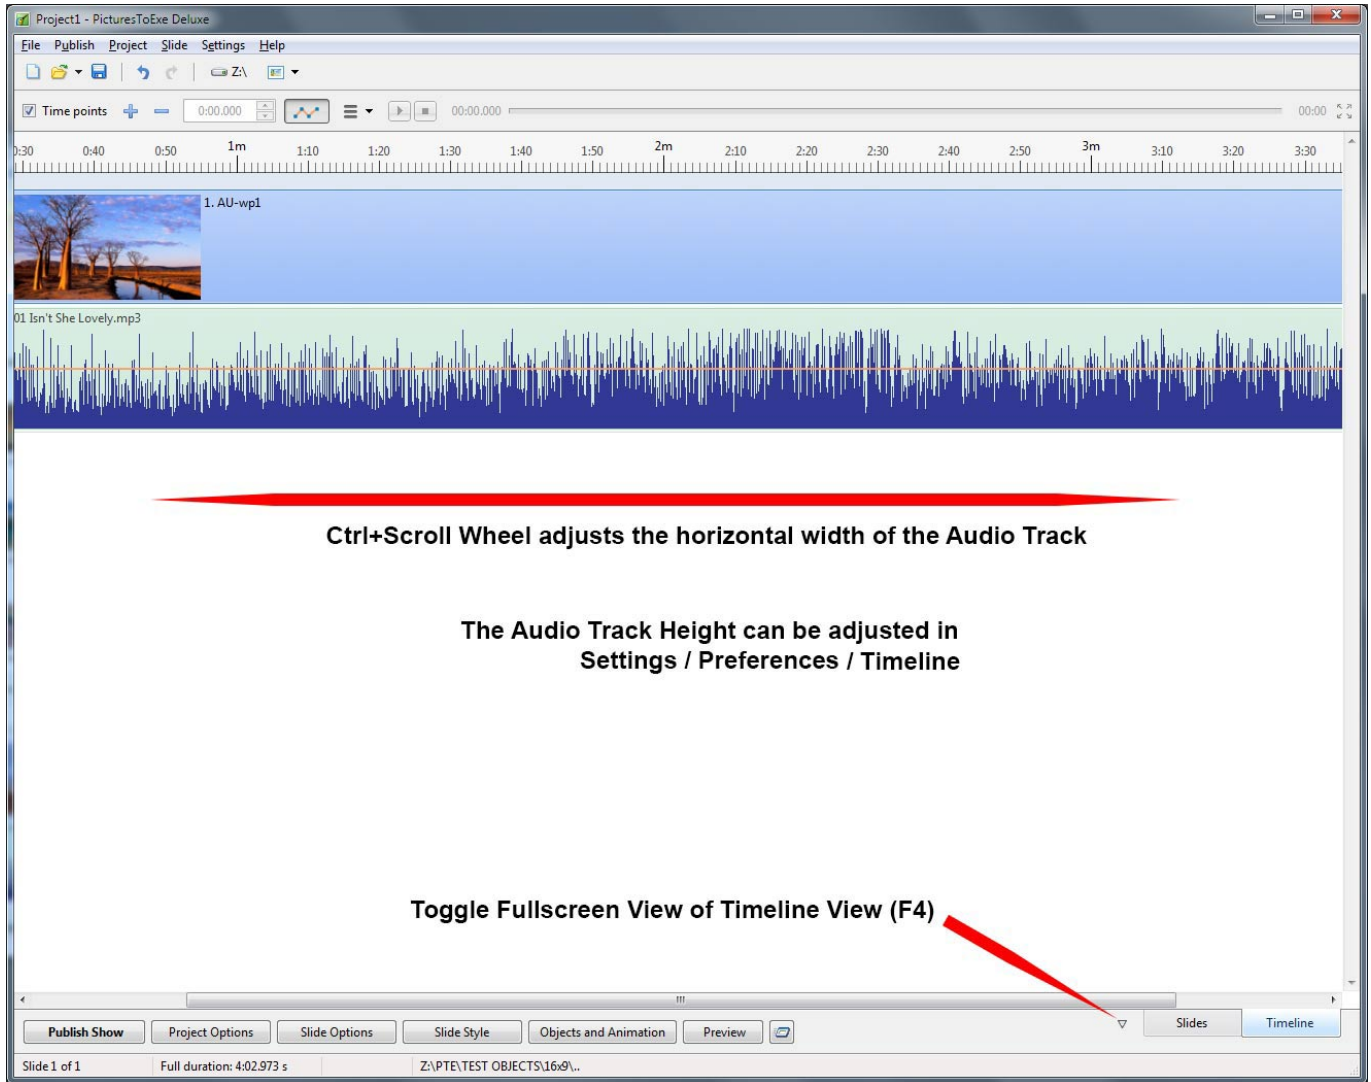 Project1 - PicturesToExe Deluxe
File Publish Project Slide Settings Help
Z:\
Time points 0:00.000 00:00.000 00:00
0:30 0:40 0:50 1m 1:10 1:20 1:30 1:40 1:50 2m 2:10 2:20 2:30 2:40 2:50 3m 3:10 3:20 3:30
1. AU-wp1
01 Isn't She Lovely.mp3
Ctrl+Scroll Wheel adjusts the horizontal width of the Audio Track
The Audio Track Height can be adjusted in
Settings / Preferences / Timeline
Toggle Fullscreen View of Timeline View (F4)
Publish Show Project Options Slide Options Slide Style Objects and Animation Preview Slides Timeline
Slide 1 of 1 Full duration: 4:02.973 s Z:\PTE\TEST OBJECTS\16x9\..